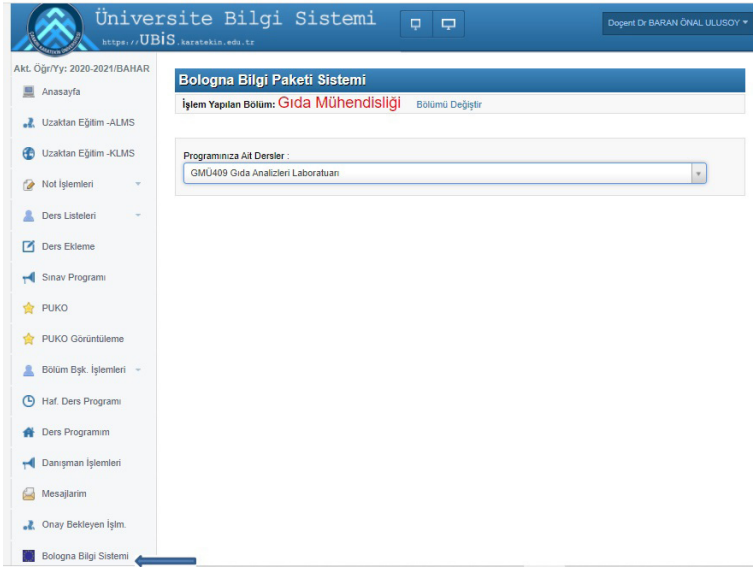 Üniversite Bilgi Sistemi
https://UBİS.karatekin.edu.tr
Doçent Dr BARAN ÖNAL ULUSOY
Akt. Öğr/Yy: 2020-2021/BAHAR
Anasayfa
Uzaktan Eğitim -ALMS
Uzaktan Eğitim -KLMS
Not İşlemleri
Ders Listeleri
Ders Ekleme
Sınav Programı
PUKO
PUKO Görüntüleme
Bölüm Bşk. İşlemleri
Haf. Ders Programı
Ders Programım
Danışman İşlemleri
Mesajlarim
Onay Bekleyen İşlm.
Bologna Bilgi Sistemi
Bologna Bilgi Paketi Sistemi
İşlem Yapılan Bölüm: Gıda Mühendisliği Bölümü Değiştir
Programınıza Ait Dersler :
GMÜ409 Gıda Analizleri Laboratuarı